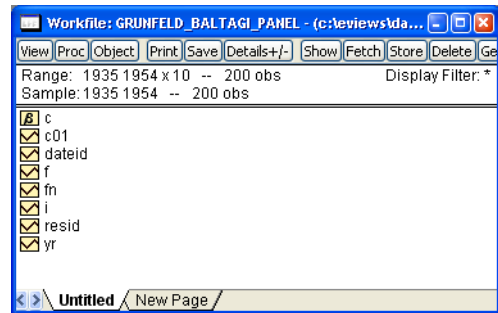 Workfile: GRUNFELD_BALTAGI_PANEL - (c:\eviews\da...
View Proc Object Print Save Details+/- Show Fetch Store Delete Ge
Range: 1935 1954 x 10 -- 200 obs Display Filter: *
Sample: 1935 1954 -- 200 obs
β c
c01
dateid
f
fn
i
resid
yr
< > Untitled New Page